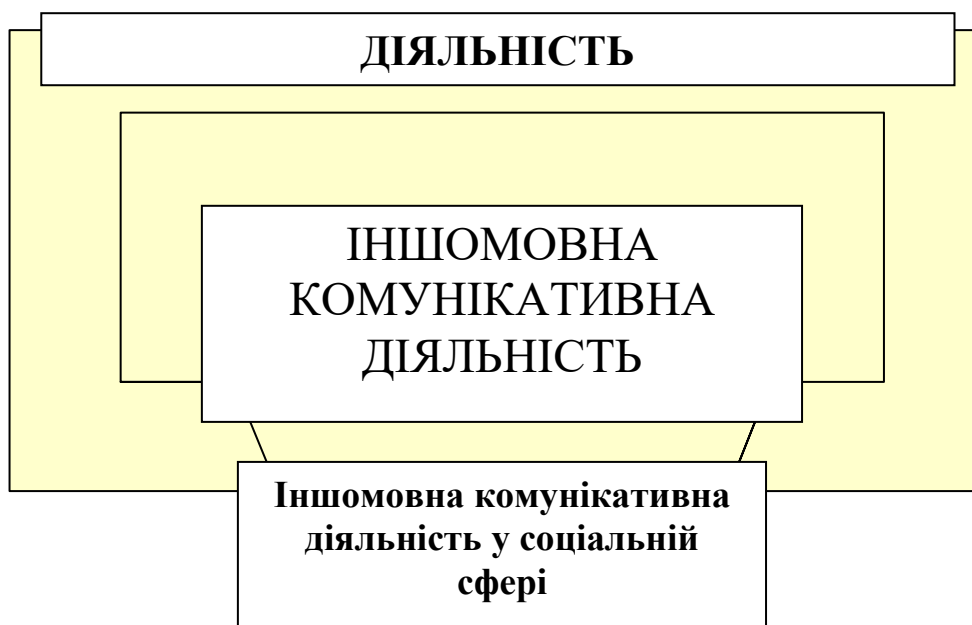 ДІЯЛЬНІСТЬ
ІНШОМОВНА
КОМУНІКАТИВНА
ДІЯЛЬНІСТЬ
Іншомовна комунікативна
діяльність у соціальній
сфері